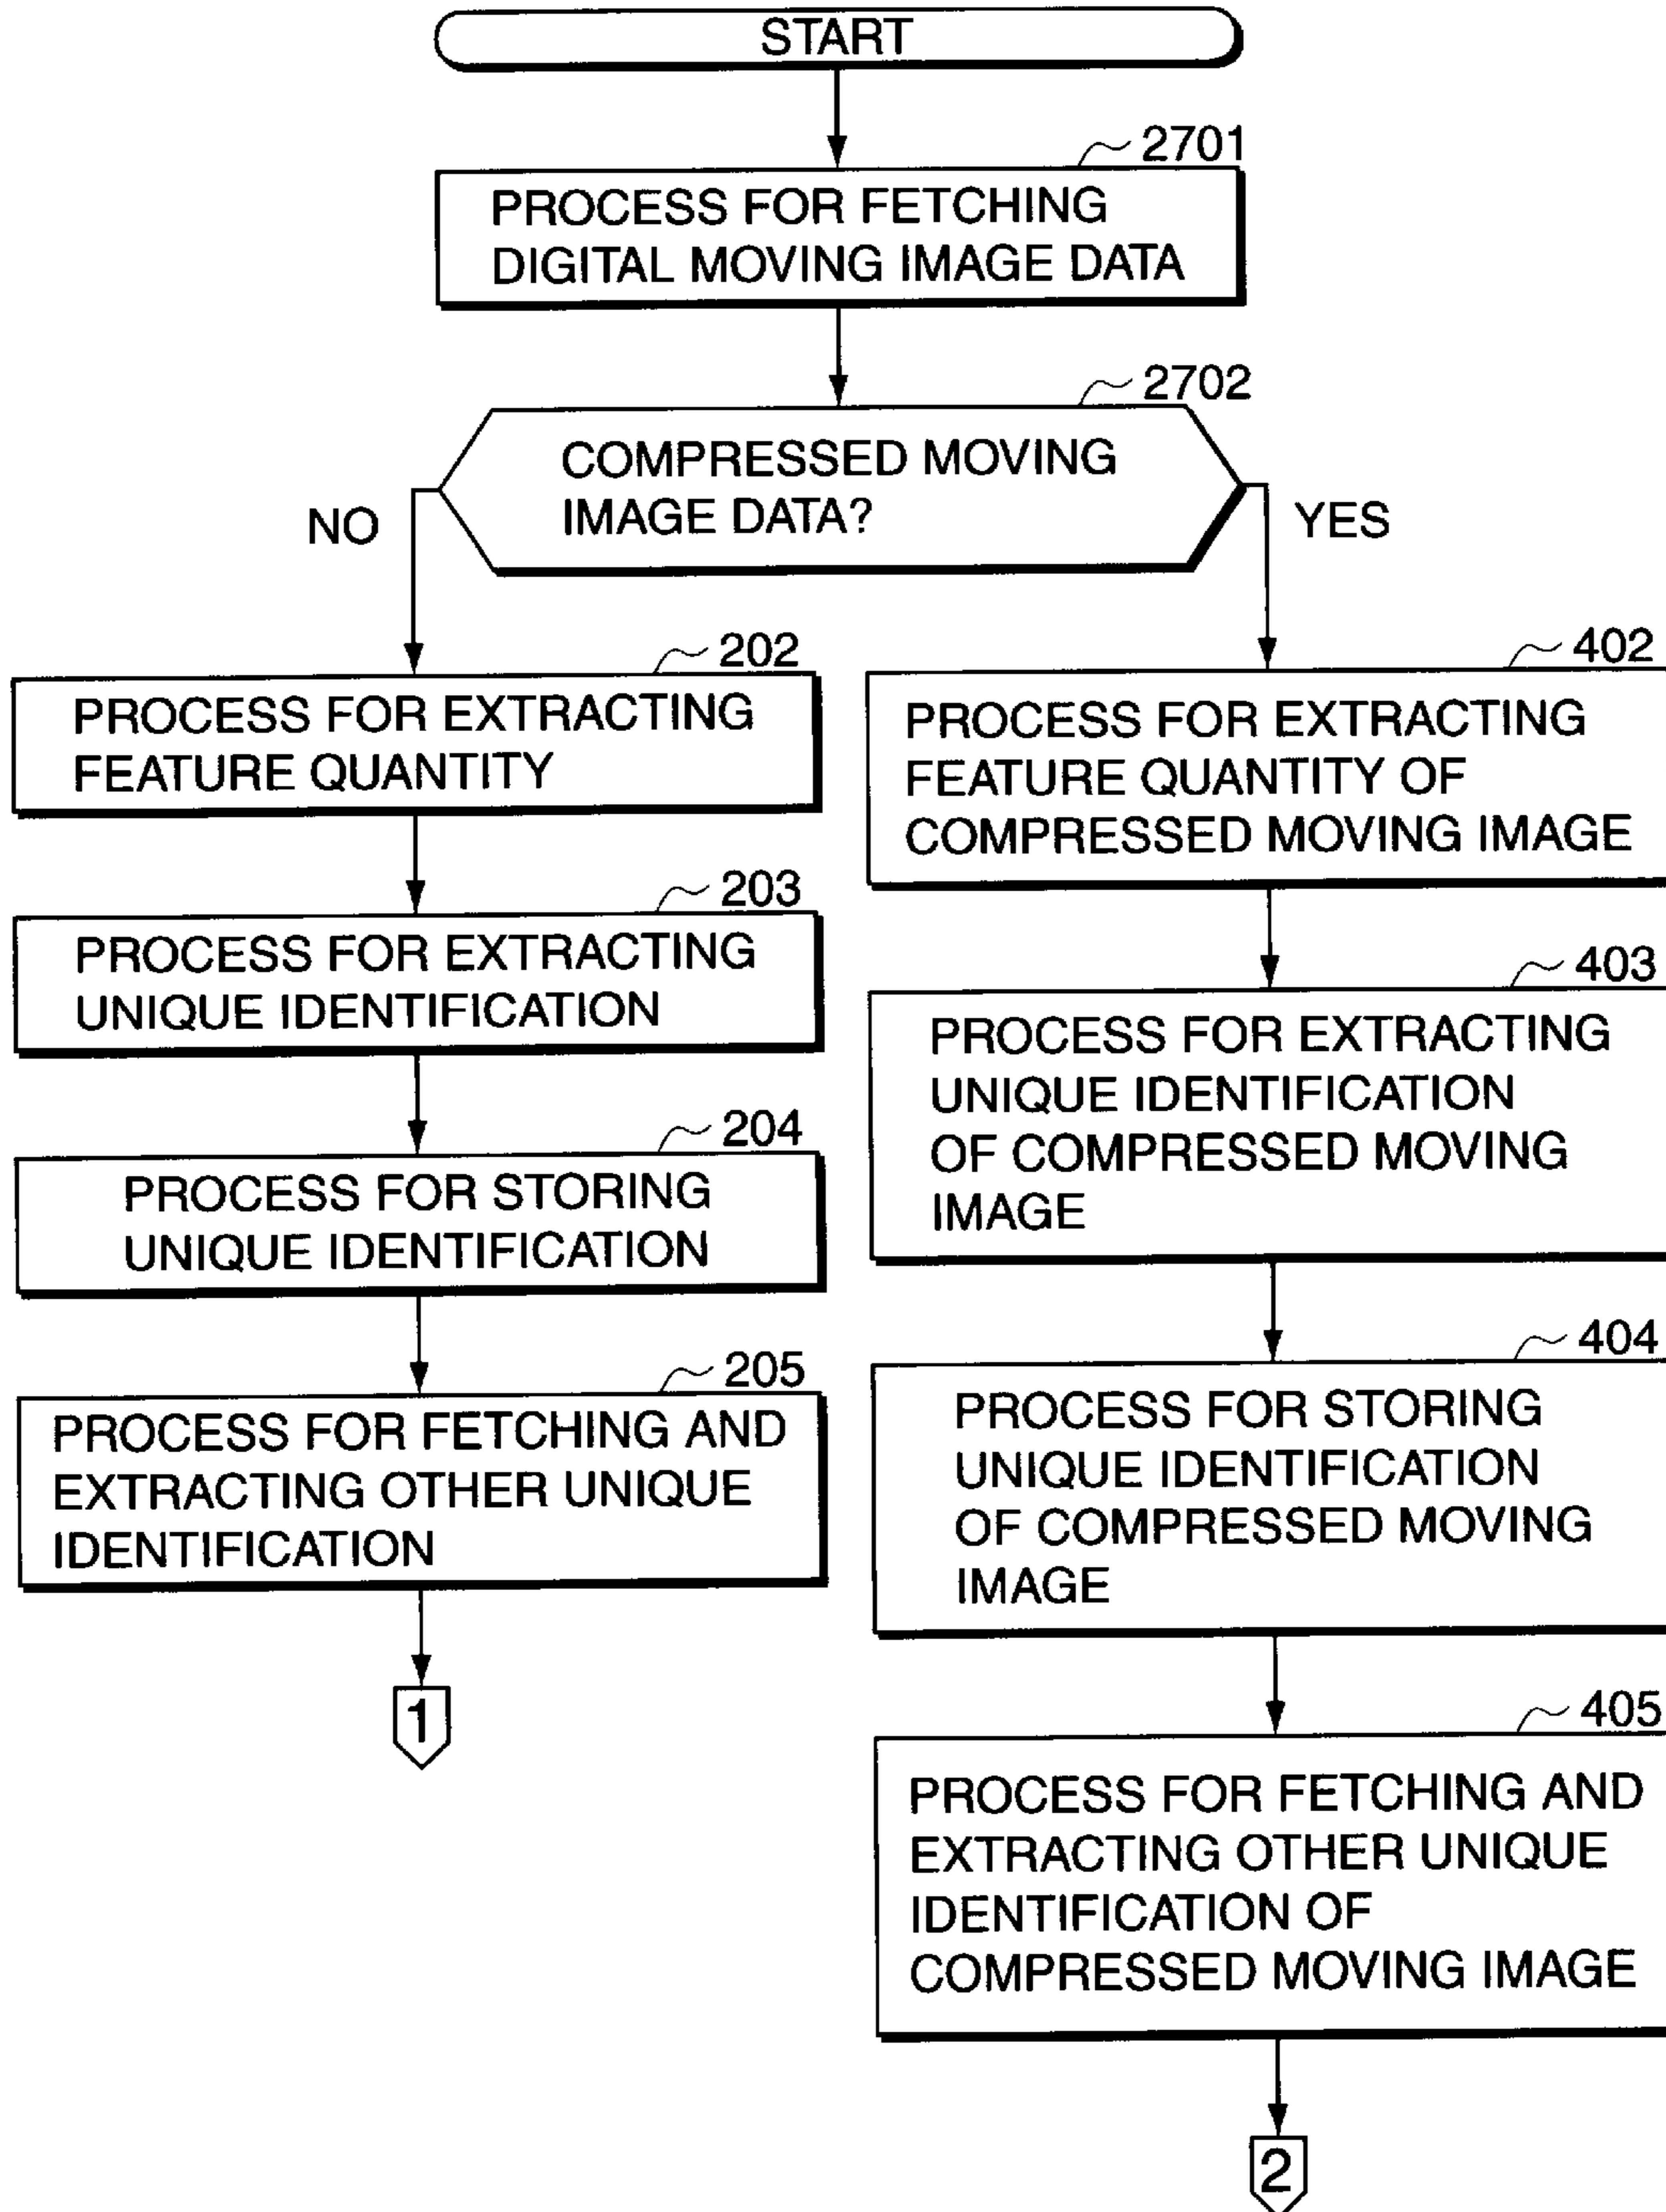 START
2701
PROCESS FOR FETCHING
DIGITAL MOVING IMAGE DATA
2702
COMPRESSED MOVING
IMAGE DATA?
NO
YES
202
PROCESS FOR EXTRACTING
FEATURE QUANTITY
203
PROCESS FOR EXTRACTING
UNIQUE IDENTIFICATION
204
PROCESS FOR STORING
UNIQUE IDENTIFICATION
205
PROCESS FOR FETCHING AND
EXTRACTING OTHER UNIQUE
IDENTIFICATION
1
402
PROCESS FOR EXTRACTING
FEATURE QUANTITY OF
COMPRESSED MOVING IMAGE
403
PROCESS FOR EXTRACTING
UNIQUE IDENTIFICATION
OF COMPRESSED MOVING
IMAGE
404
PROCESS FOR STORING
UNIQUE IDENTIFICATION
OF COMPRESSED MOVING
IMAGE
405
PROCESS FOR FETCHING AND
EXTRACTING OTHER UNIQUE
IDENTIFICATION OF
COMPRESSED MOVING IMAGE
2